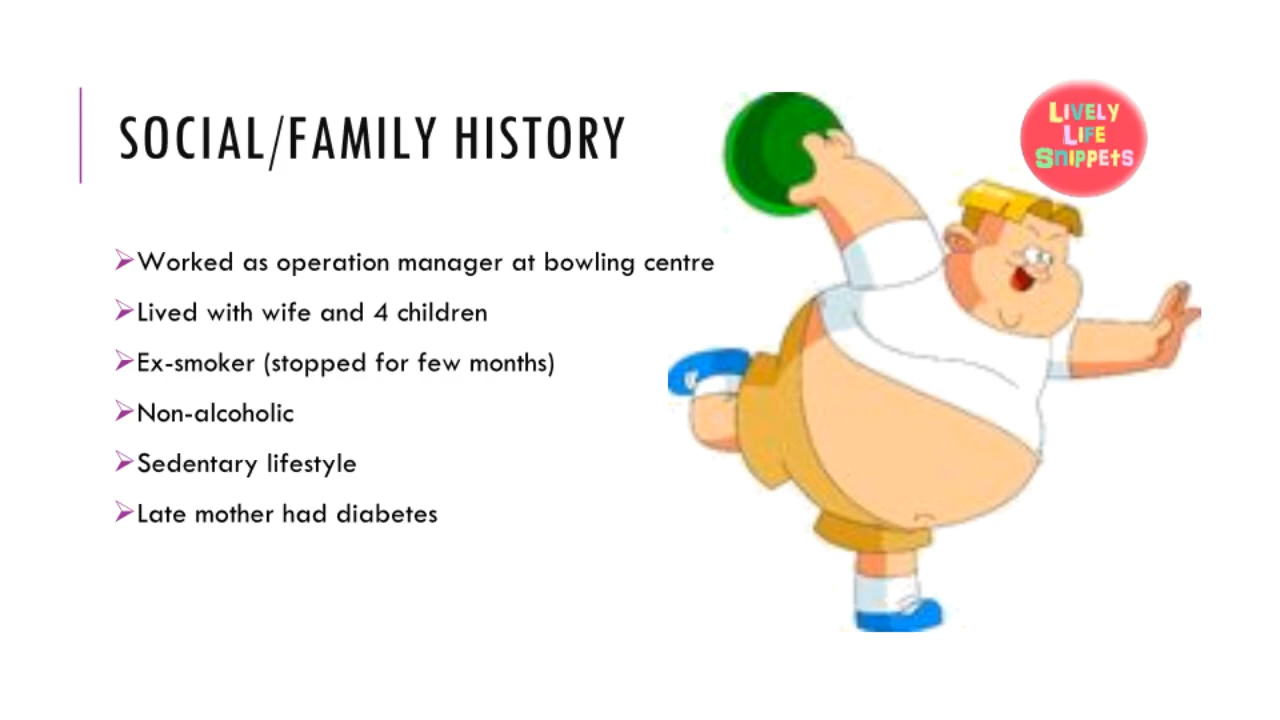 SOCIAL/FAMILY HISTORY
LIVELY
LIFE
SNIPPETS
➢Worked as operation manager at bowling centre
➢Lived with wife and 4 children
➢Ex-smoker (stopped for few months)
➢Non-alcoholic
➢Sedentary lifestyle
➢Late mother had diabetes